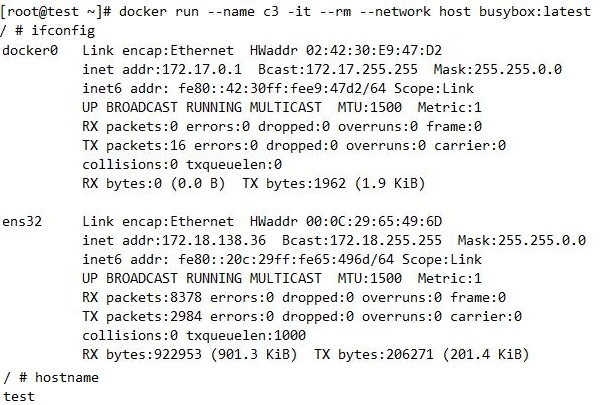 [root@test ~]# docker run --name c3 -it --rm --network host busybox:latest
/ # ifconfig
docker0   Link encap:Ethernet  HWaddr 02:42:30:E9:47:D2
          inet addr:172.17.0.1  Bcast:172.17.255.255  Mask:255.255.0.0
          inet6 addr: fe80::42:30ff:fee9:47d2/64 Scope:Link
          UP BROADCAST RUNNING MULTICAST  MTU:1500  Metric:1
          RX packets:0 errors:0 dropped:0 overruns:0 frame:0
          TX packets:16 errors:0 dropped:0 overruns:0 carrier:0
          collisions:0 txqueuelen:0
          RX bytes:0 (0.0 B)  TX bytes:1962 (1.9 KiB)
ens32     Link encap:Ethernet  HWaddr 00:0C:29:65:49:6D
          inet addr:172.18.138.36  Bcast:172.18.255.255  Mask:255.255.0.0
          inet6 addr: fe80::20c:29ff:fe65:496d/64 Scope:Link
          UP BROADCAST RUNNING MULTICAST  MTU:1500  Metric:1
          RX packets:8378 errors:0 dropped:0 overruns:0 frame:0
          TX packets:2984 errors:0 dropped:0 overruns:0 carrier:0
          collisions:0 txqueuelen:1000
          RX bytes:922953 (901.3 KiB)  TX bytes:206271 (201.4 KiB)
/ # hostname
test